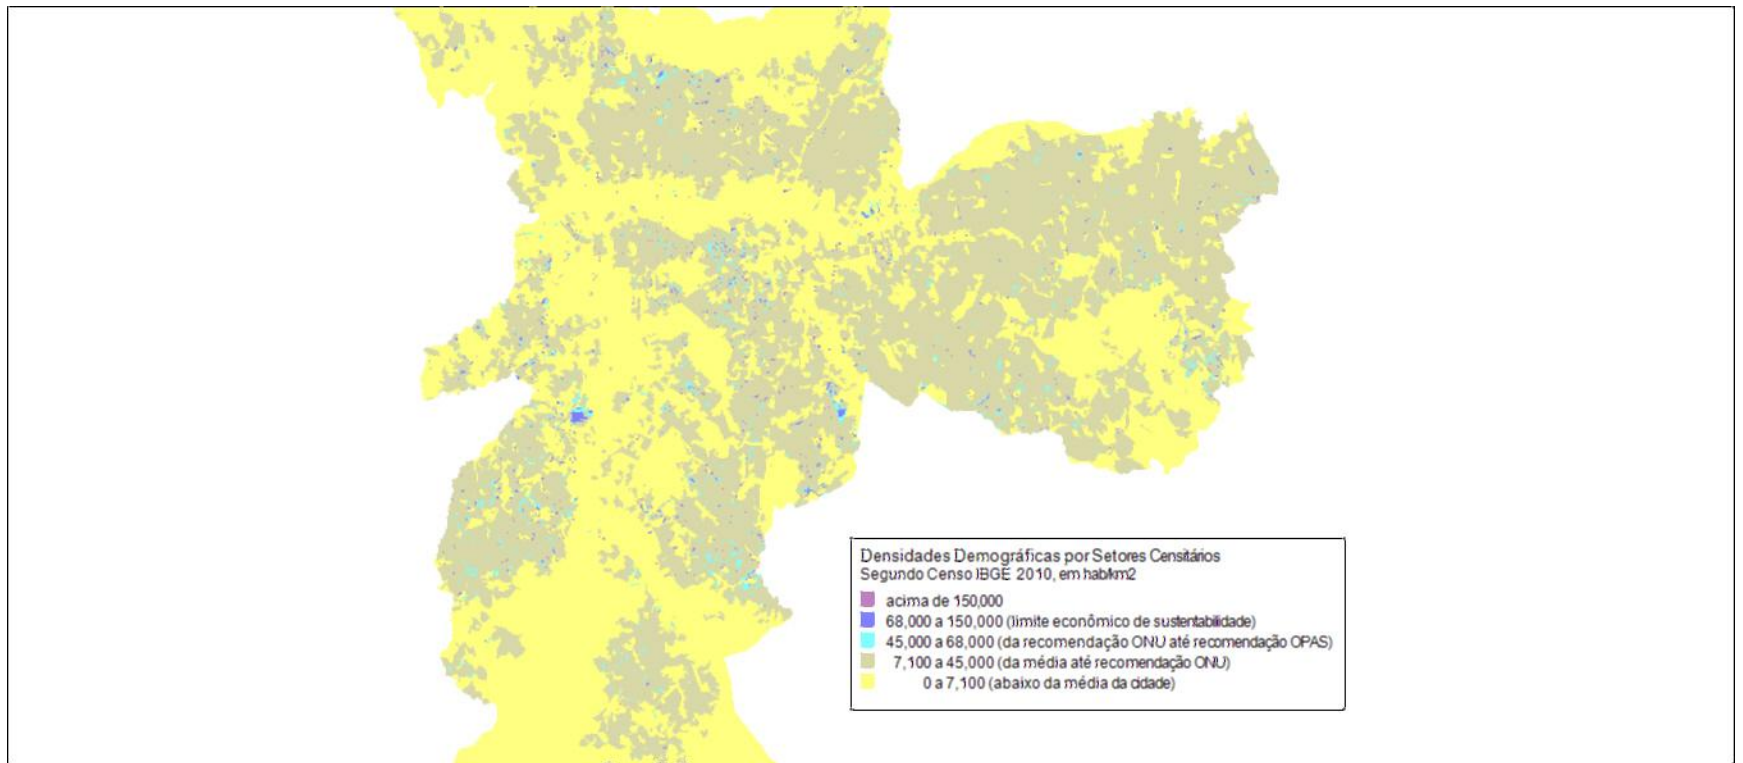 Densidades Demográficas por Setores Censitários
Segundo Censo IBGE 2010, em hab/km2
acima de 150,000
68,000 a 150,000 (limite econômico de sustentabilidade)
45,000 a 68,000 (da recomendação ONU até recomendação OPAS)
7,100 a 45,000 (da média até recomendação ONU)
0 a 7,100 (abaixo da média da cidade)